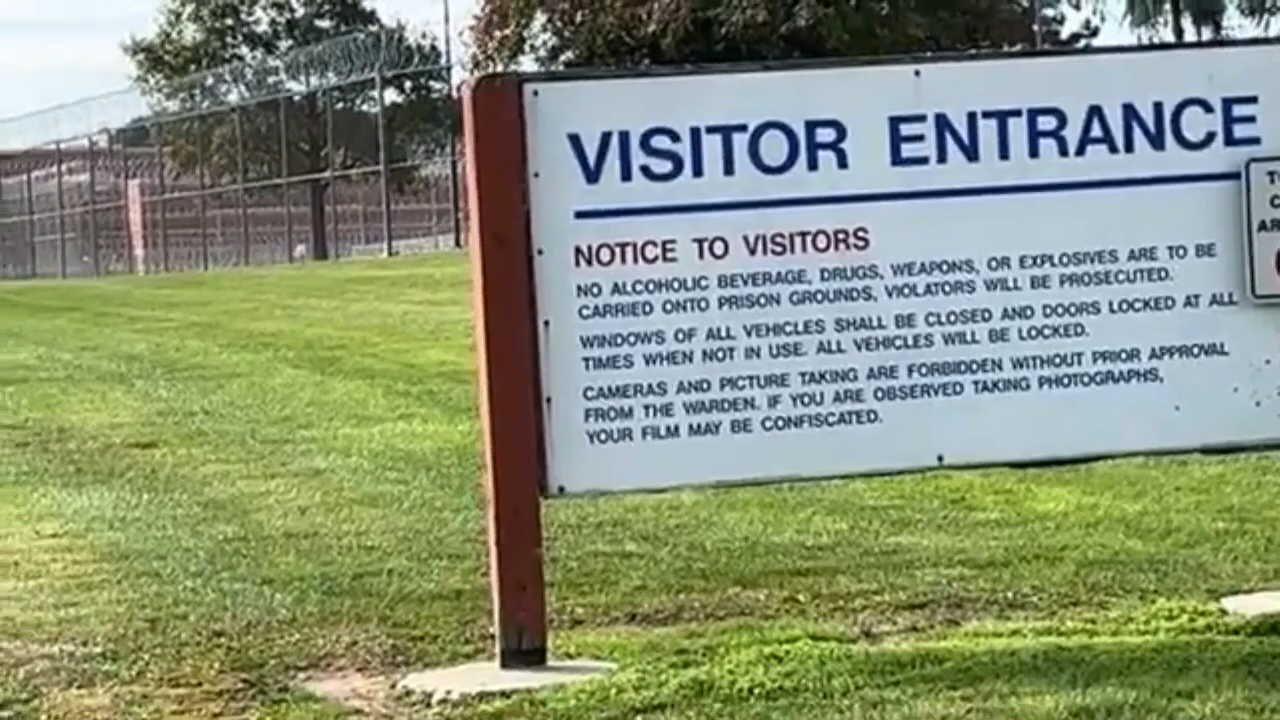 VISITOR ENTRANCE
NOTICE TO VISITORS
NO ALCOHOLIC BEVERAGE, DRUGS, WEAPONS, OR EXPLOSIVES ARE TO BE
CARRIED ONTO PRISON GROUNDS, VIOLATORS WILL BE PROSECUTED.
WINDOWS OF ALL VEHICLES SHALL BE CLOSED AND DOORS LOCKED AT ALL
TIMES WHEN NOT IN USE. ALL VEHICLES WILL BE LOCKED.
CAMERAS AND PICTURE TAKING ARE FORBIDDEN WITHOUT PRIOR APPROVAL
FROM THE WARDEN. IF YOU ARE OBSERVED TAKING PHOTOGRAPHS,
YOUR FILM MAY BE CONFISCATED.